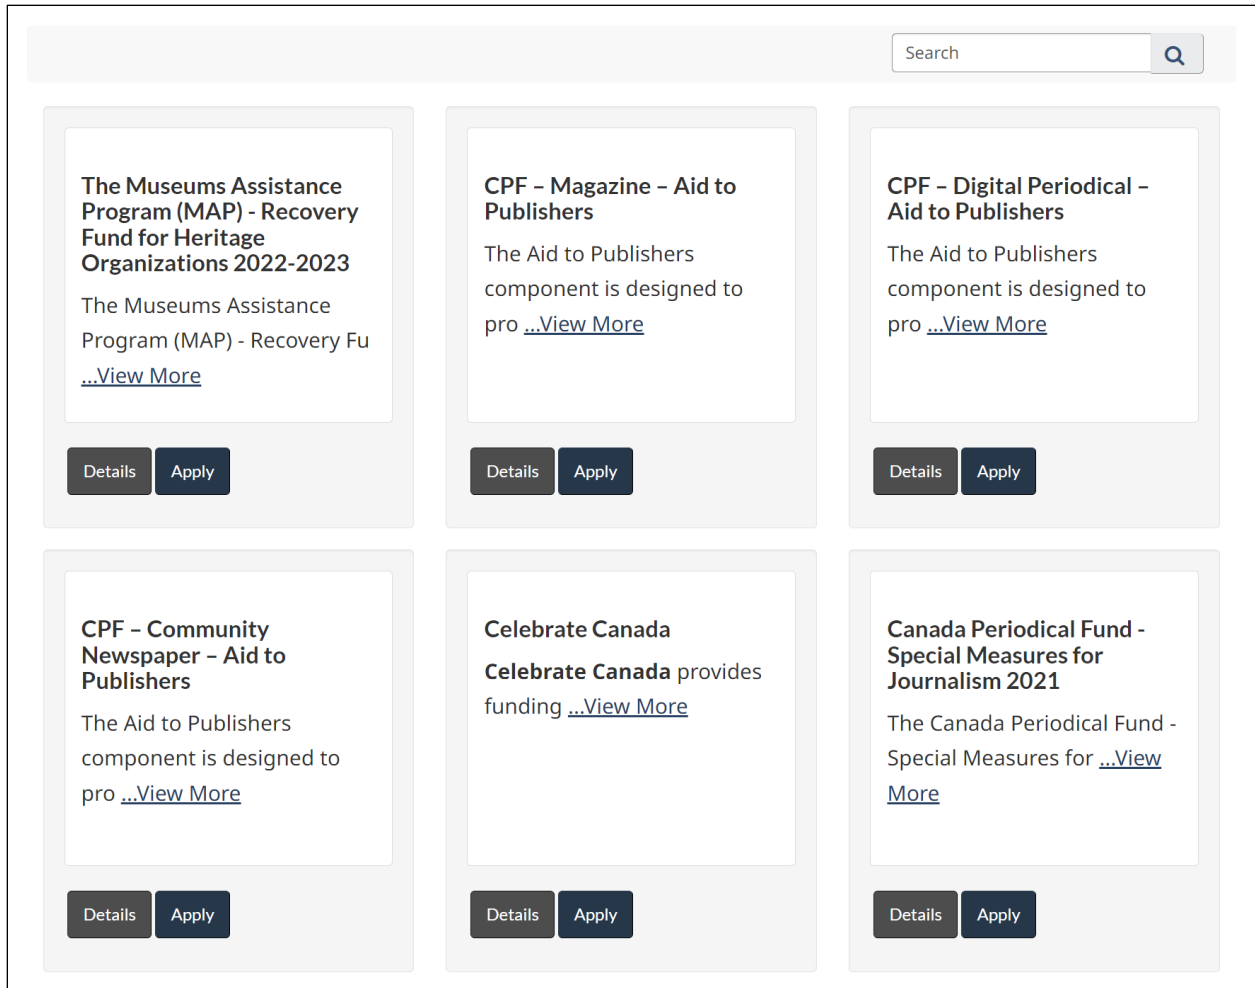 Search
The Museums Assistance
Program (MAP) - Recovery
Fund for Heritage
Organizations 2022-2023
The Museums Assistance
Program (MAP) - Recovery Fu
...View More
Details Apply
CPF – Magazine – Aid to
Publishers
The Aid to Publishers
component is designed to
pro ...View More
Details Apply
CPF – Digital Periodical –
Aid to Publishers
The Aid to Publishers
component is designed to
pro ...View More
Details Apply
CPF – Community
Newspaper – Aid to
Publishers
The Aid to Publishers
component is designed to
pro ...View More
Details Apply
Celebrate Canada
Celebrate Canada provides
funding ...View More
Details Apply
Canada Periodical Fund -
Special Measures for
Journalism 2021
The Canada Periodical Fund -
Special Measures for ...View
More
Details Apply